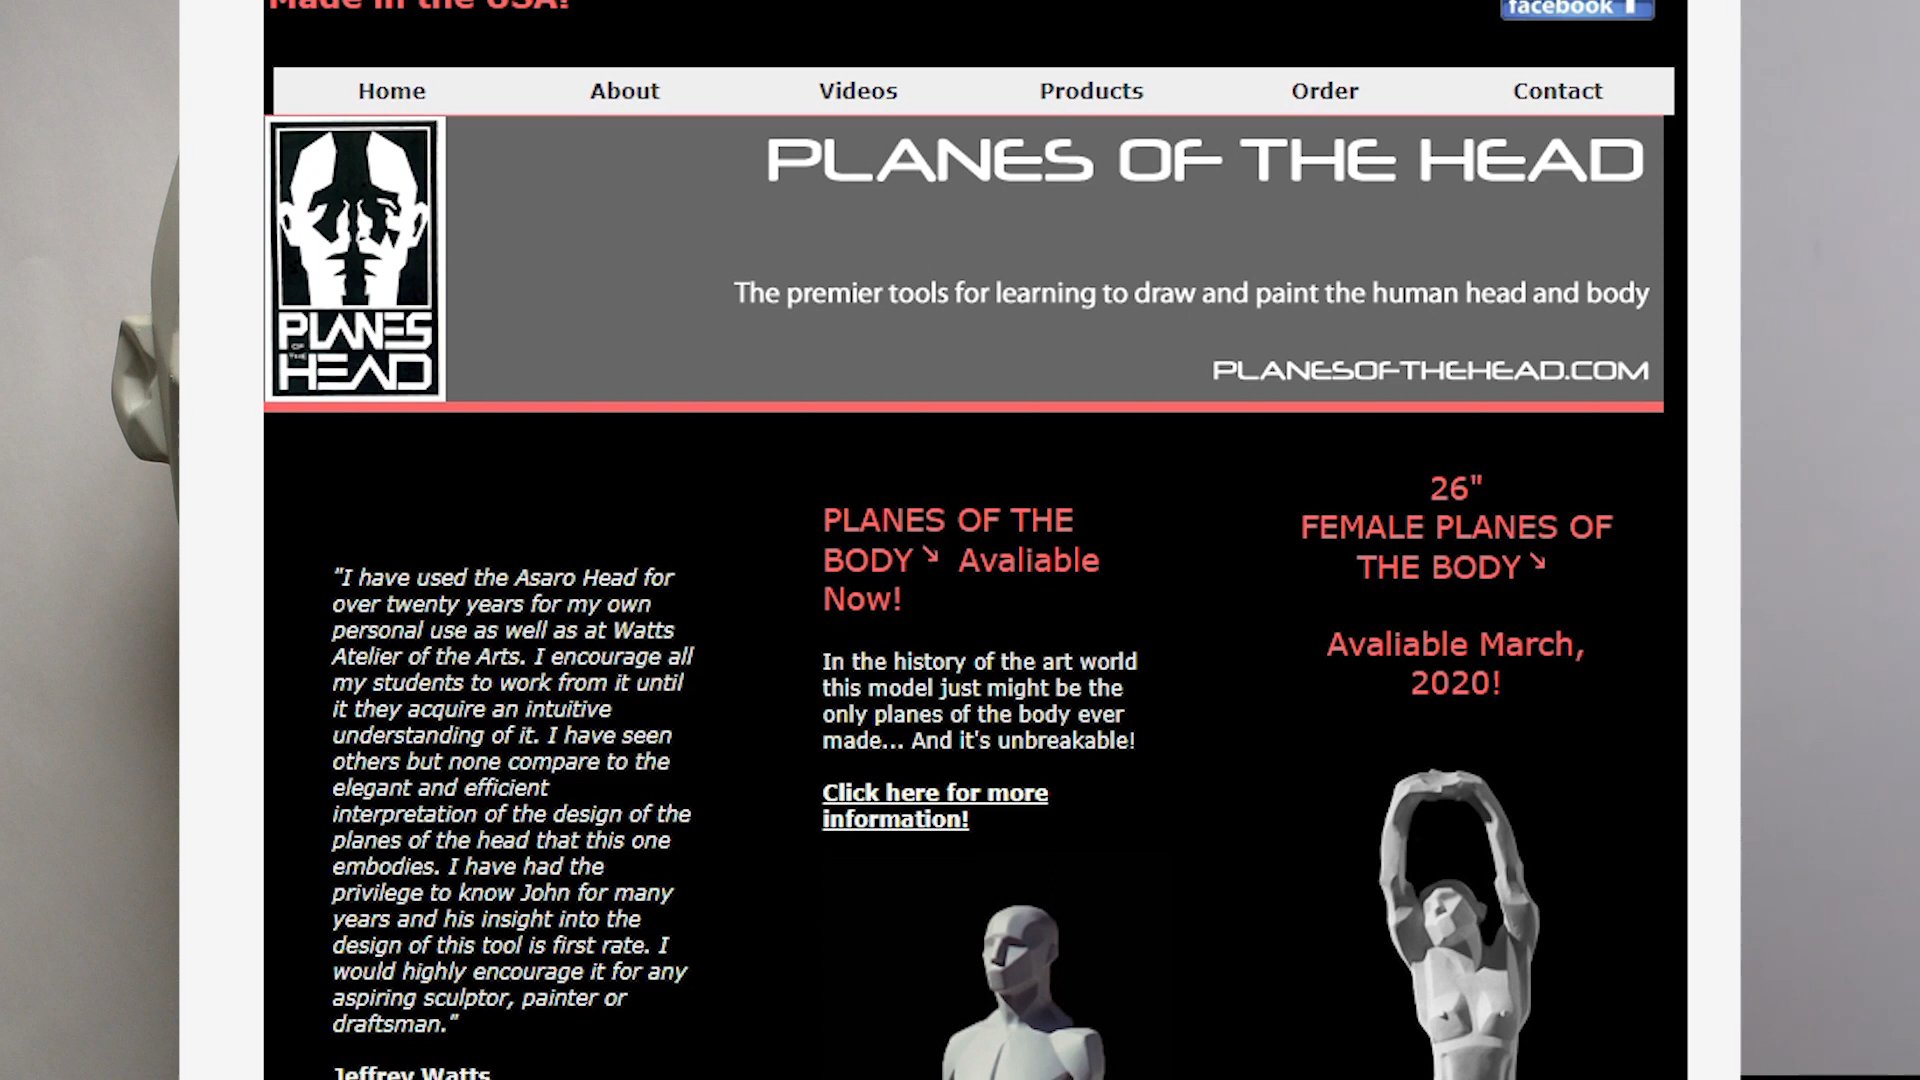 Made in the USA!
facebook
Home About Videos Products Order Contact
PLANES OF THE HEAD
The premier tools for learning to draw and paint the human head and body
PLANESOFTHEHEAD.COM
PLANES
OF
THE
HEAD
"I have used the Asaro Head for
over twenty years for my own
personal use as well as at Watts
Atelier of the Arts. I encourage all
my students to work from it until
it they acquire an intuitive
understanding of it. I have seen
others but none compare to the
elegant and efficient
interpretation of the design of the
planes of the head that this one
embodies. I have had the
privilege to know John for many
years and his insight into the
design of this tool is first rate. I
would highly encourage it for any
aspiring sculptor, painter or
draftsman."
Jeffrey Watts
PLANES OF THE
BODY↘ Avaliable
Now!
In the history of the art world
this model just might be the
only planes of the body ever
made... And it's unbreakable!
Click here for more
information!
26"
FEMALE PLANES OF
THE BODY↘
Avaliable March,
2020!